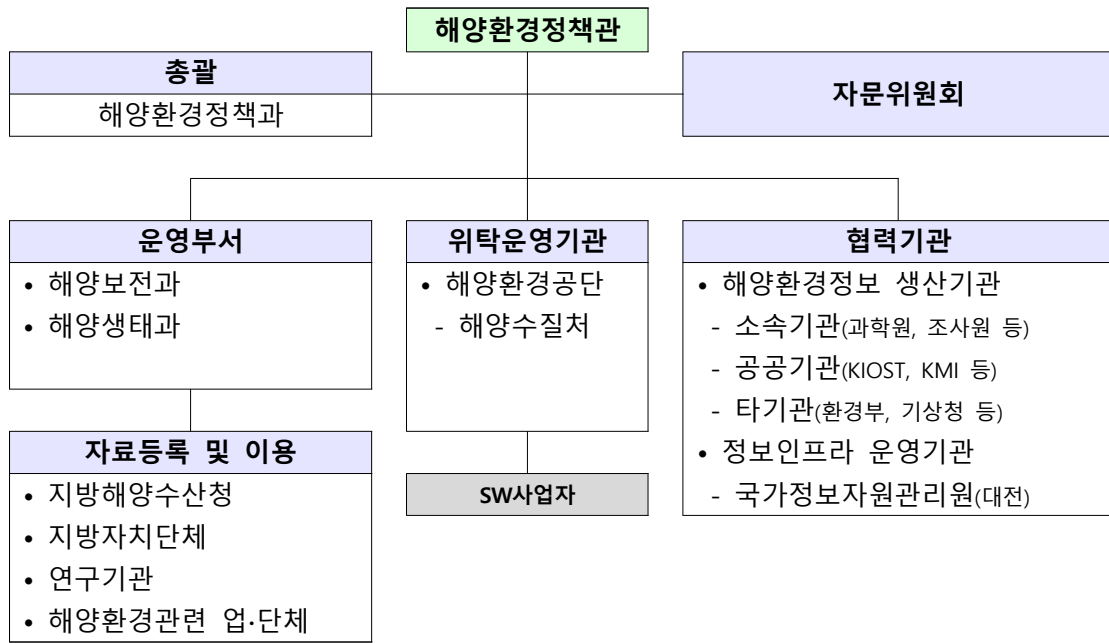 해양환경정책관
총괄
해양환경정책과
자문위원회
운영부서
• 해양보전과
• 해양생태과
위탁운영기관
• 해양환경공단
- 해양수질처
협력기관
• 해양환경정보 생산기관
- 소속기관(과학원, 조사원 등)
- 공공기관(KIOST, KMI 등)
- 타기관(환경부, 기상청 등)
• 정보인프라 운영기관
- 국가정보자원관리원(대전)
자료등록 및 이용
• 지방해양수산청
• 지방자치단체
• 연구기관
• 해양환경관련 업·단체
SW사업자